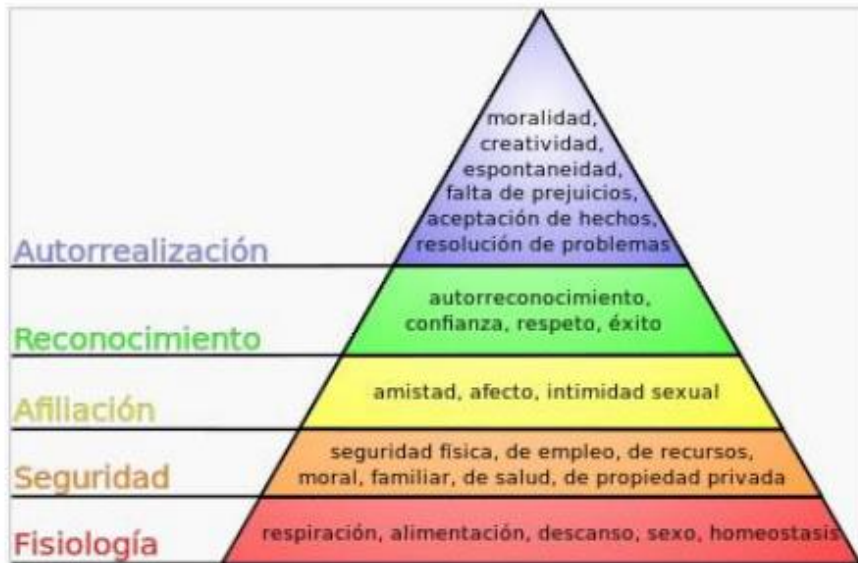 moralidad,
creatividad,
espontaneidad,
falta de prejuicios,
aceptación de hechos,
resolución de problemas
Autorrealización
autorreconocimiento,
confianza, respeto, éxito
Reconocimiento
amistad, afecto, intimidad sexual
Afiliación
seguridad física, de empleo, de recursos,
moral, familiar, de salud, de propiedad privada
Seguridad
respiración, alimentación, descanso, sexo, homeostasis
Fisiología